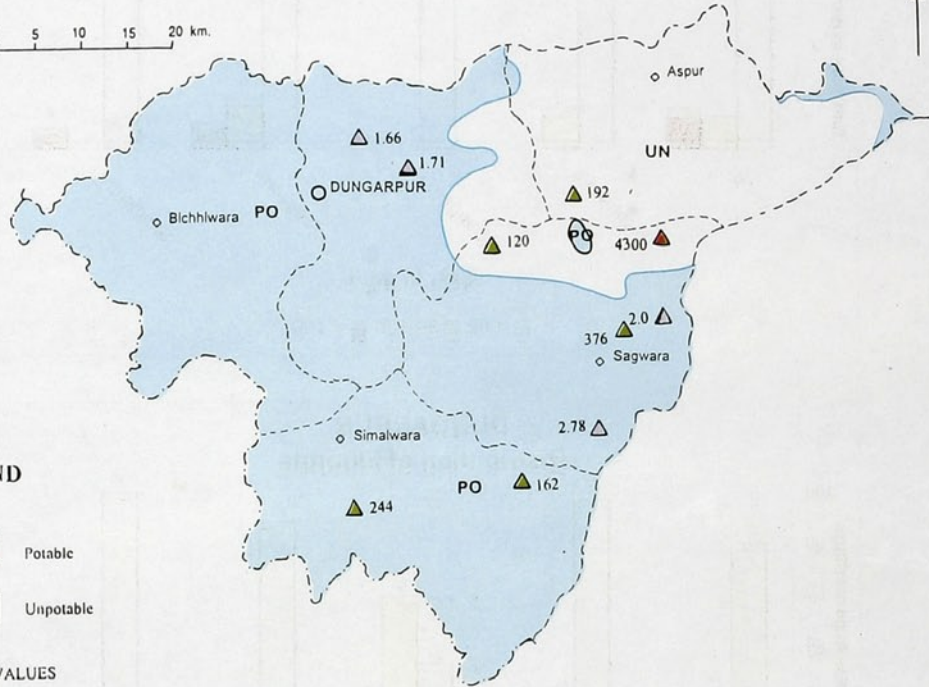 5 10 15 20 km.
Aspur
1.66
UN
1.71
DUNGARPUR
192
Bichhiwara
PO
120
PO
4300
2.0
376
Sagwara
2.78
Simalwara
ND
PO
162
244
Potable
Unpotable
VALUES